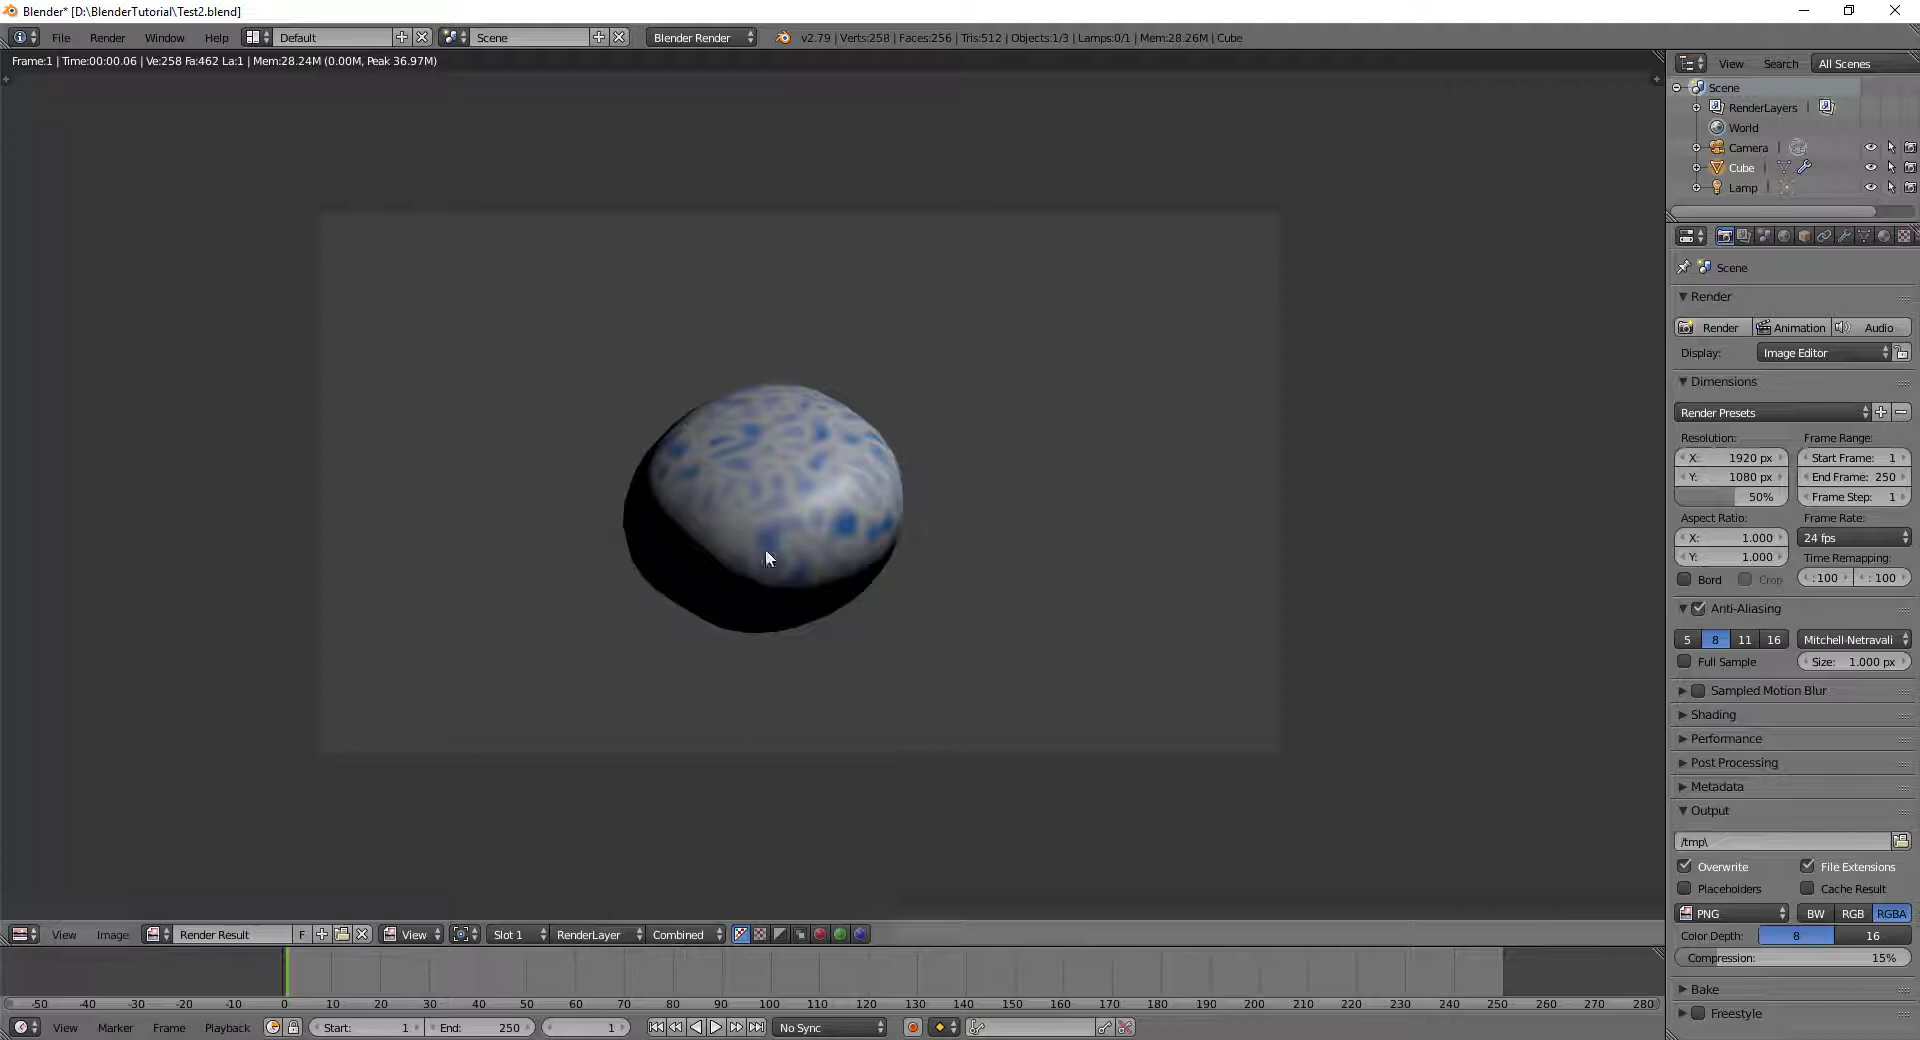 Blender* [D:\BlenderTutorial\Test2.blend]
File Render Window Help Default Scene Blender Render v2.79 | Verts:258 | Faces:256 | Tris:512 | Objects:1/3 | Lamps:0/1 | Mem:28.26M | Cube
Frame:1 | Time:00:00.06 | Ve:258 Fa:462 La:1 | Mem:28.24M (0.00M, Peak 36.97M)
View Search All Scenes
Scene
RenderLayers
World
Camera
Cube
Lamp
Scene
Render
Render Animation Audio
Display: Image Editor
Dimensions
Render Presets
Resolution: Frame Range:
X: 1920 px Start Frame: 1
Y: 1080 px End Frame: 250
50% Frame Step: 1
Aspect Ratio: Frame Rate:
X: 1.000 24 fps
Y: 1.000 Time Remapping:
Bord Crop :100 : 100
Anti-Aliasing
5 8 11 16 Mitchell-Netravali
Full Sample Size: 1.000 px
Sampled Motion Blur
Shading
Performance
Post Processing
Metadata
Output
/tmp\
Overwrite File Extensions
Placeholders Cache Result
PNG BW RGB RGBA
Color Depth: 8 16
Compression: 15%
Bake
Freestyle
View Image Render Result F View Slot 1 RenderLayer Combined
-50 -40 -30 -20 -10 0 10 20 30 40 50 60 70 80 90 100 110 120 130 140 150 160 170 180 190 200 210 220 230 240 250 260 270 280
View Marker Frame Playback Start: 1 End: 250 1 No Sync